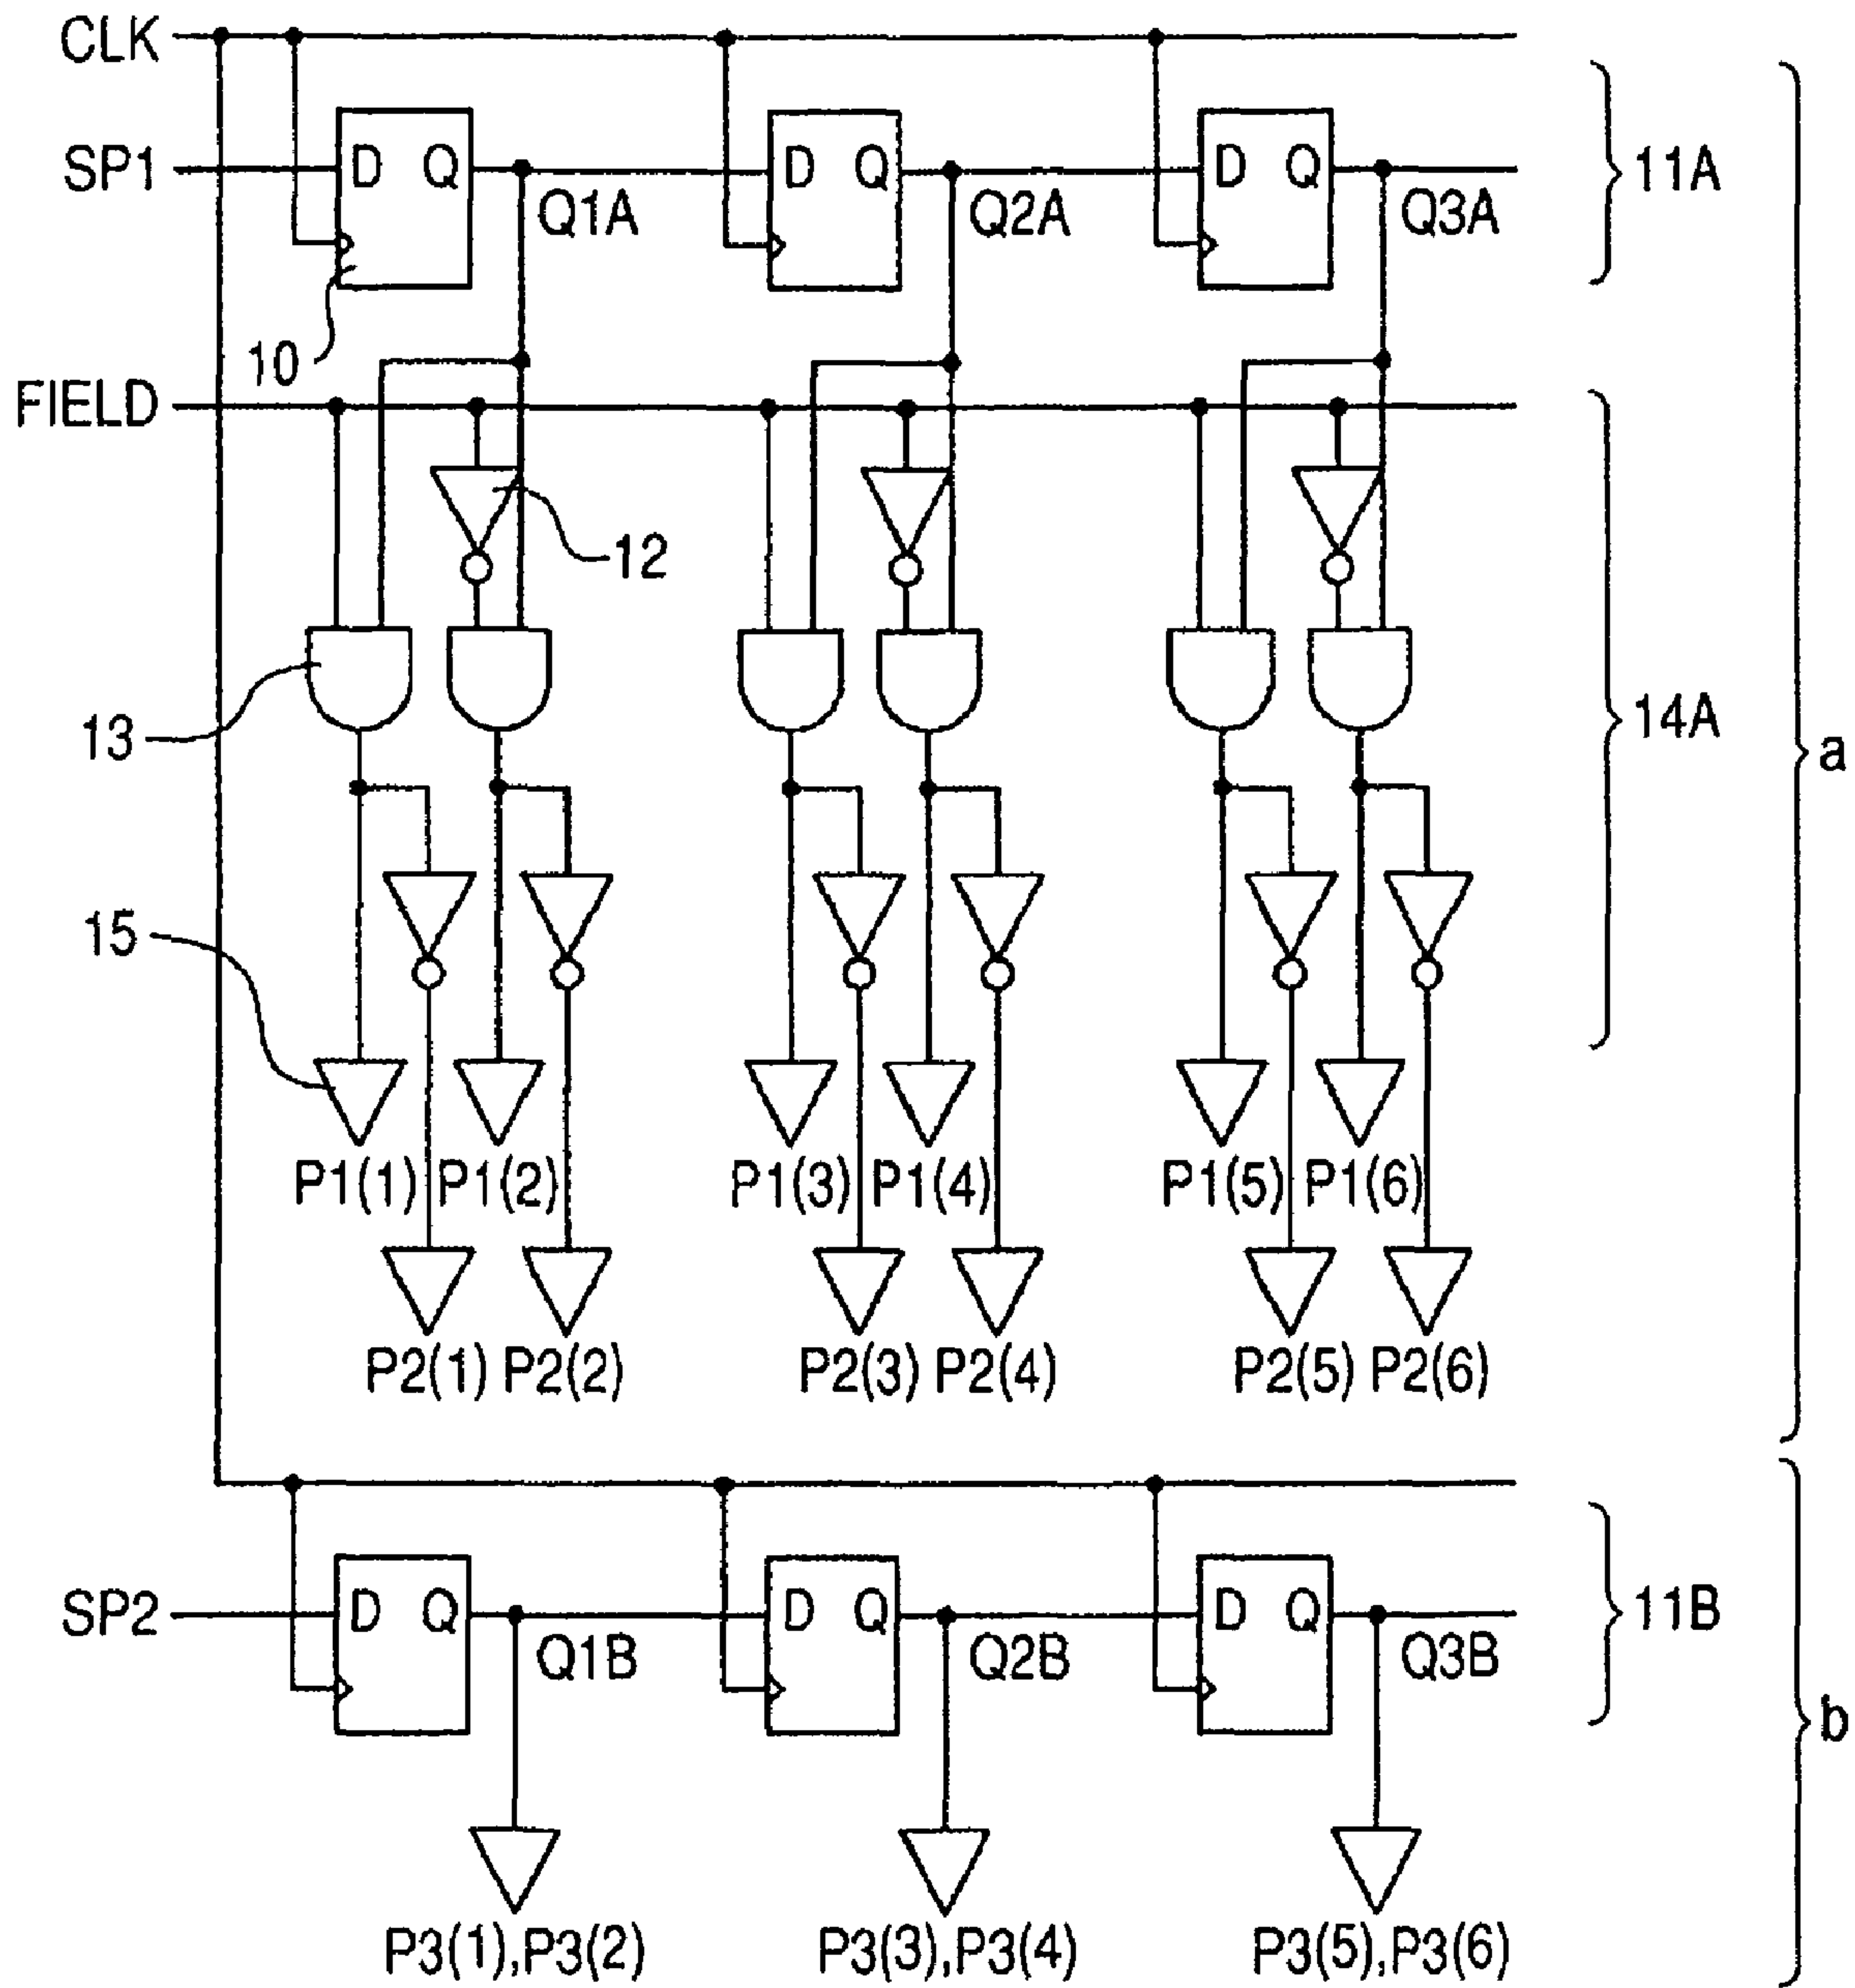 CLK
SP1
D Q
D Q
D Q
11A
Q1A
Q2A
Q3A
10
FIELD
12
13
14A
a
15
P1(1) P1(2)
P1(3) P1(4)
P1(5) P1(6)
P2(1) P2(2)
P2(3) P2(4)
P2(5) P2(6)
SP2
D Q
D Q
D Q
11B
Q1B
Q2B
Q3B
b
P3(1),P3(2)
P3(3),P3(4)
P3(5),P3(6)